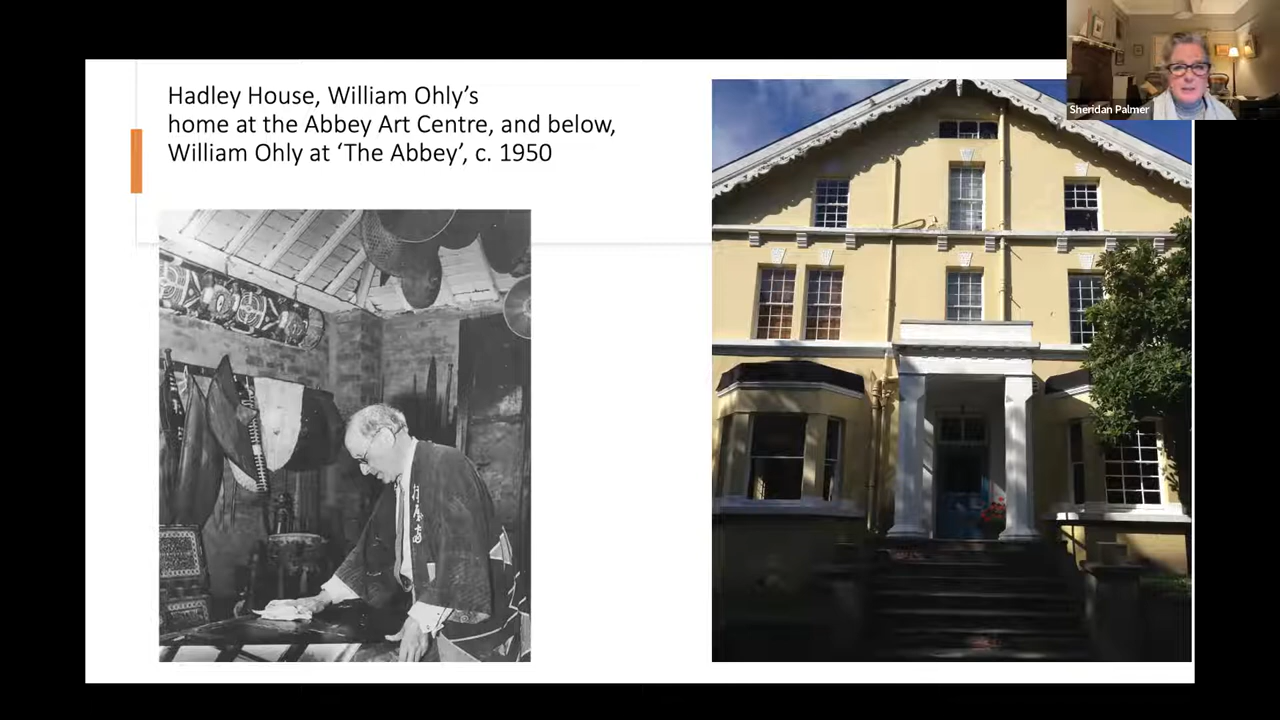 Hadley House, William Ohly’s
home at the Abbey Art Centre, and below,
William Ohly at ‘The Abbey’, c. 1950
Sheridan Palmer